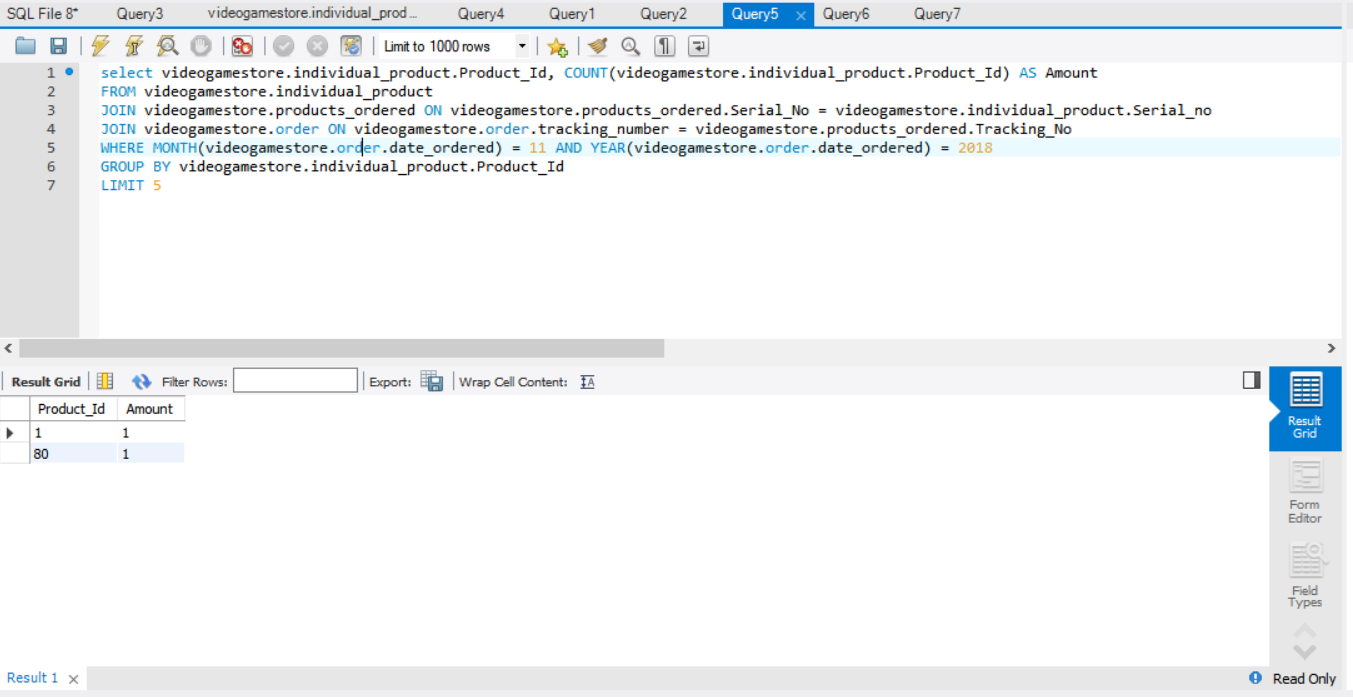 SQL File 8* Query3 videogamestore.individual_prod... Query4 Query1 Query2 Query5 Query6 Query7
Limit to 1000 rows
1 select videogamestore.individual_product.Product_Id, COUNT(videogamestore.individual_product.Product_Id) AS Amount
2 FROM videogamestore.individual_product
3 JOIN videogamestore.products_ordered ON videogamestore.products_ordered.Serial_No = videogamestore.individual_product.Serial_no
4 JOIN videogamestore.order ON videogamestore.order.tracking_number = videogamestore.products_ordered.Tracking_No
5 WHERE MONTH(videogamestore.order.date_ordered) = 11 AND YEAR(videogamestore.order.date_ordered) = 2018
6 GROUP BY videogamestore.individual_product.Product_Id
7 LIMIT 5
Result Grid Filter Rows: Export: Wrap Cell Content:
Product_Id Amount
1 1
80 1
Result
Grid
Form
Editor
Field
Types
Result 1 Read Only